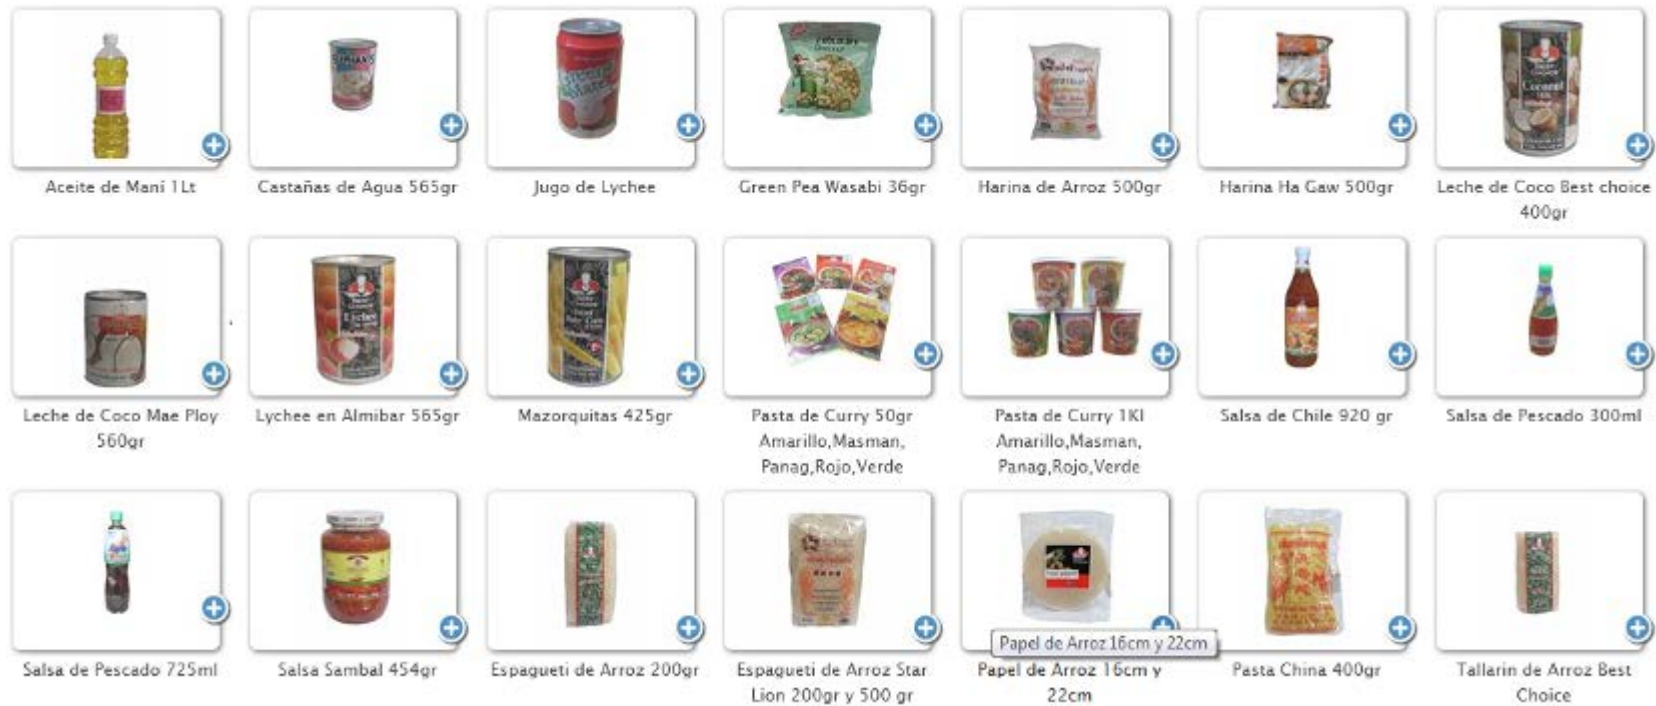 Aceite de Maní 1Lt
Castañas de Agua 565gr
Jugo de Lychee
Green Pea Wasabi 36gr
Harina de Arroz 500gr
Harina Ha Gaw 500gr
Coconut
Leche de Coco Best choice
400gr
Leche de Coco Mae Ploy
560gr
Lychee
Lychee en Almibar 565gr
Mazorquitas 425gr
Pasta de Curry 50gr
Amarillo,Masman,
Panag,Rojo,Verde
Pasta de Curry 1Kl
Amarillo,Masman,
Panag,Rojo,Verde
Salsa de Chile 920 gr
Salsa de Pescado 300ml
Salsa de Pescado 725ml
Salsa Sambal 454gr
Espagueti de Arroz 200gr
Espagueti de Arroz Star
Lion 200gr y 500 gr
Papel de Arroz 16cm y 22cm
Papel de Arroz 16cm y
22cm
Pasta China 400gr
Tallarin de Arroz Best
Choice